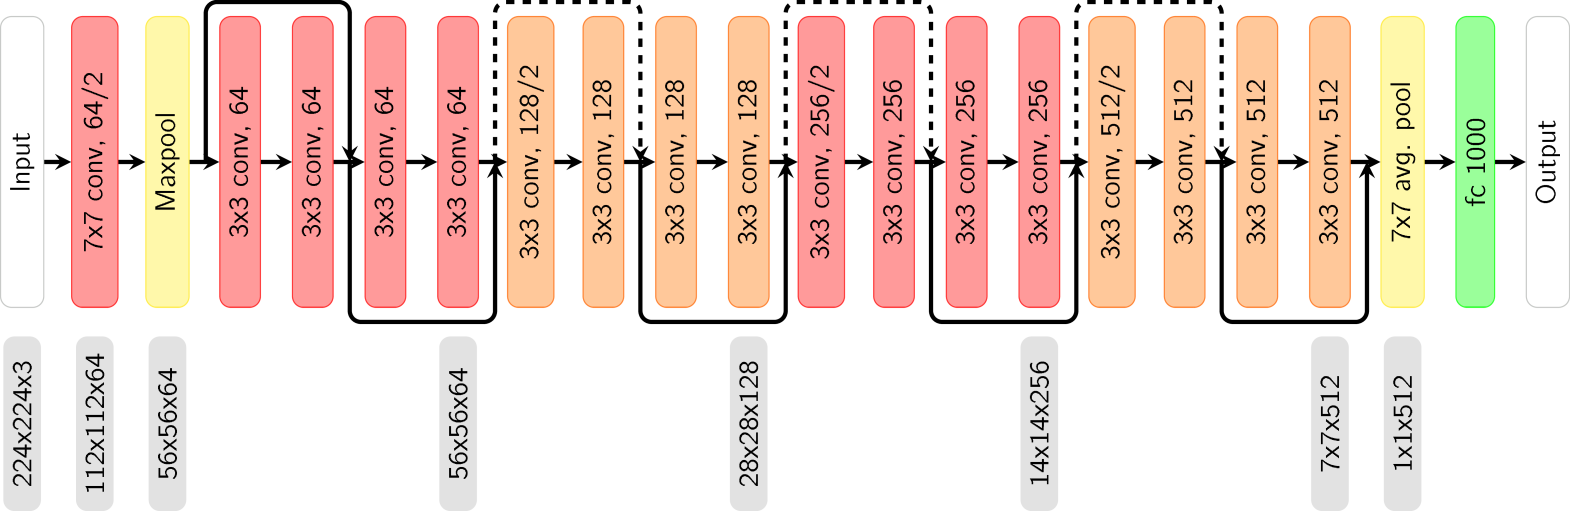 Input
7x7 conv, 64/2
Maxpool
3x3 conv, 64
3x3 conv, 64
3x3 conv, 64
3x3 conv, 64
3x3 conv, 128/2
3x3 conv, 128
3x3 conv, 128
3x3 conv, 128
3x3 conv, 256/2
3x3 conv, 256
3x3 conv, 256
3x3 conv, 256
3x3 conv, 512/2
3x3 conv, 512
3x3 conv, 512
3x3 conv, 512
7x7 avg. pool
fc 1000
Output
224x224x3
112x112x64
56x56x64
56x56x64
28x28x128
14x14x256
7x7x512
1x1x512